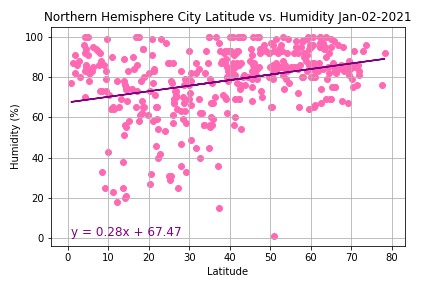 Northern Hemisphere City Latitude vs. Humidity Jan-02-2021
100
80
60
40
20
0
Humidity (%)
y = 0.28x + 67.47
0 10 20 30 40 50 60 70 80
Latitude